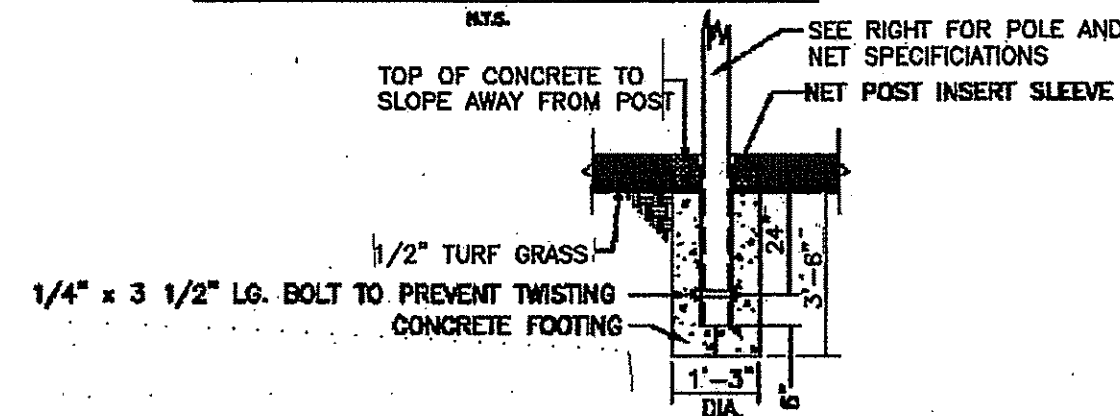 N.T.S.
SEE RIGHT FOR POLE AND
NET SPECIFICIATIONS
TOP OF CONCRETE TO
SLOPE AWAY FROM POST
NET POST INSERT SLEEVE
1/2" TURF GRASS
24"
3'-6"
1/4" x 3 1/2" LG. BOLT TO PREVENT TWISTING
CONCRETE FOOTING
1'-3"
DIA.
6"